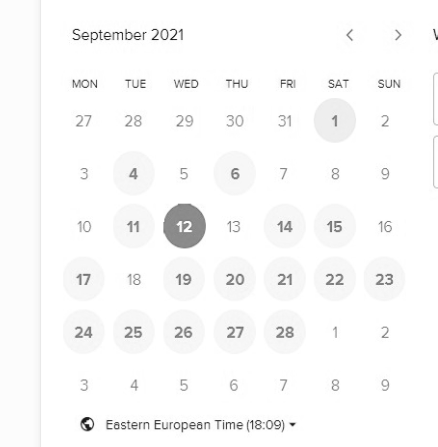 September 2021
MON TUE WED THU FRI SAT SUN
27 28 29 30 31 1 2
3 4 5 6 7 8 9
10 11 12 13 14 15 16
17 18 19 20 21 22 23
24 25 26 27 28 1 2
3 4 5 6 7 8 9
Eastern European Time (18:09)